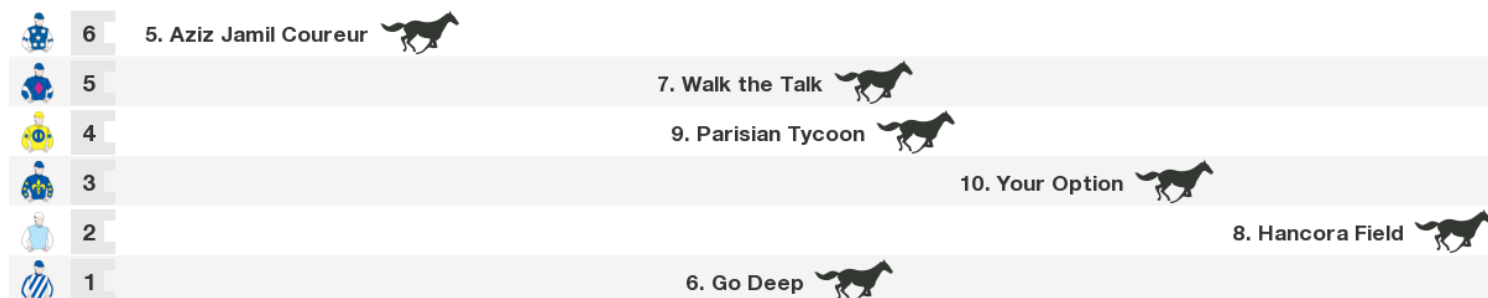 6 5. Aziz Jamil Coureur
5 7. Walk the Talk
4 9. Parisian Tycoon
3 10. Your Option
2 8. Hancora Field
1 6. Go Deep